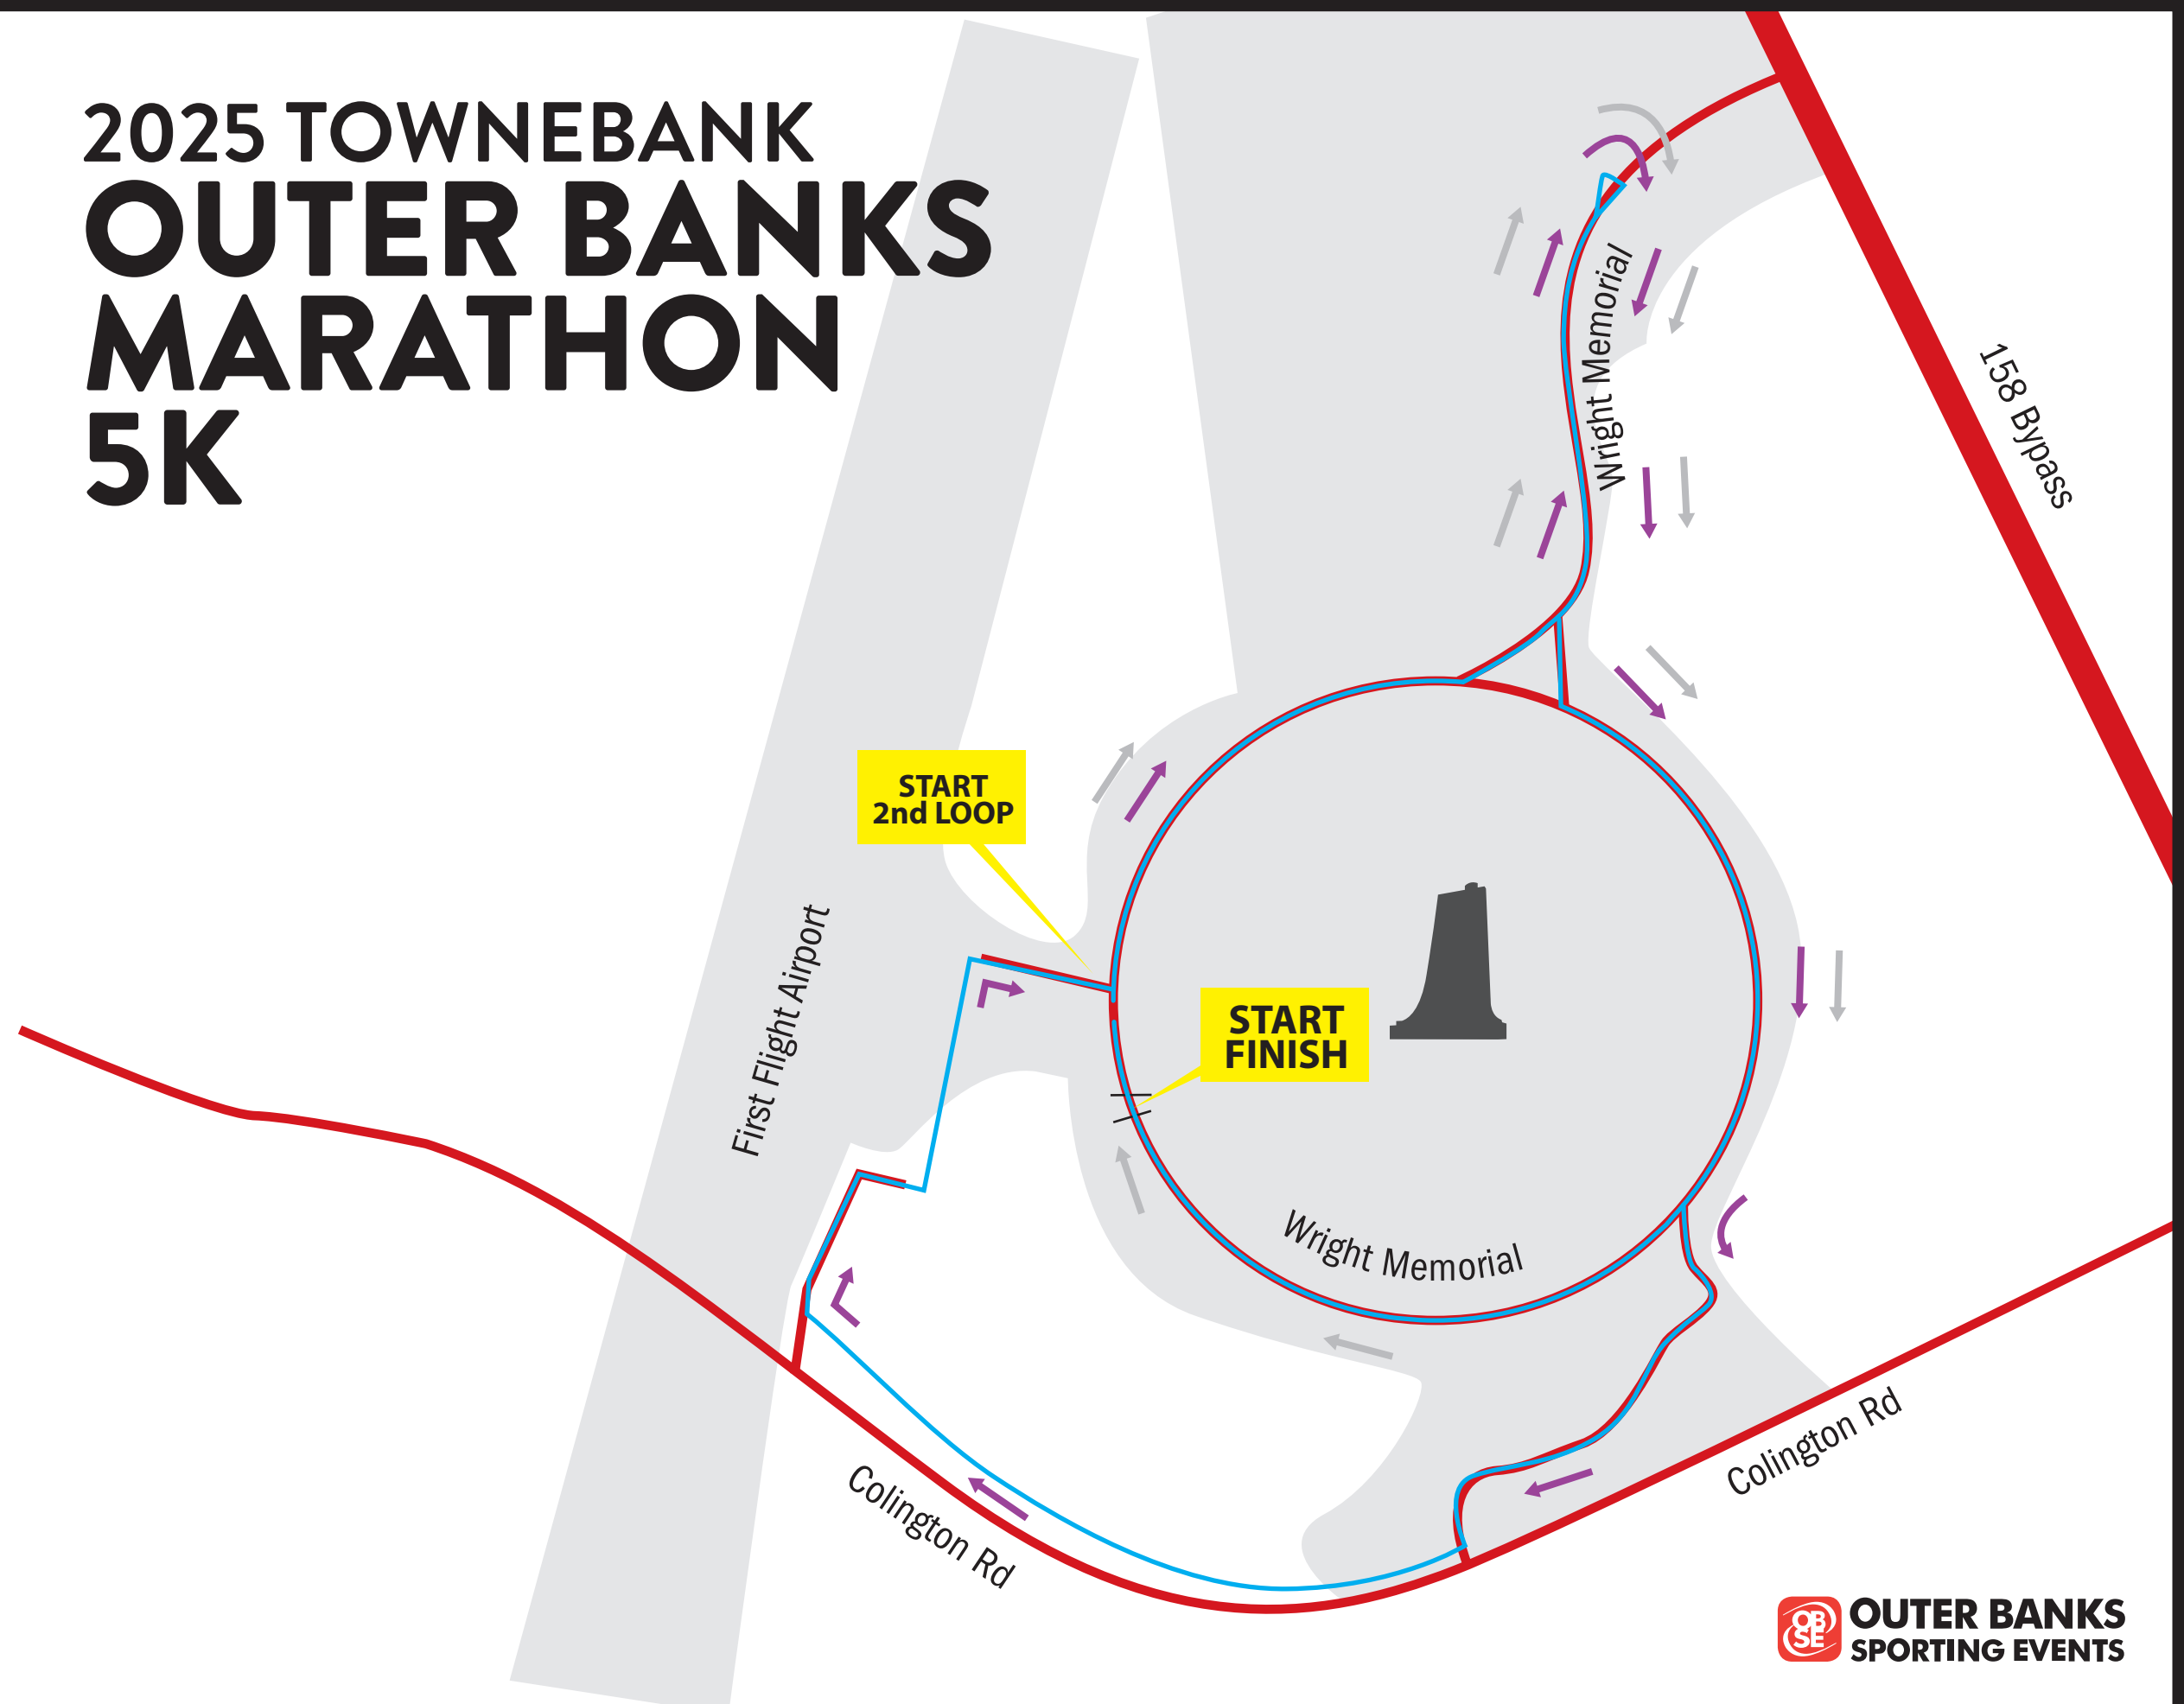 2025 TOWNEBANK
OUTER BANKS
MARATHON
5K
Wright Memorial
158 Bypass
START
2nd LOOP
First Flight Airport
START
FINISH
Wright Memorial
Colington Rd
Colington Rd
OBSE
OUTER BANKS
SPORTING EVENTS